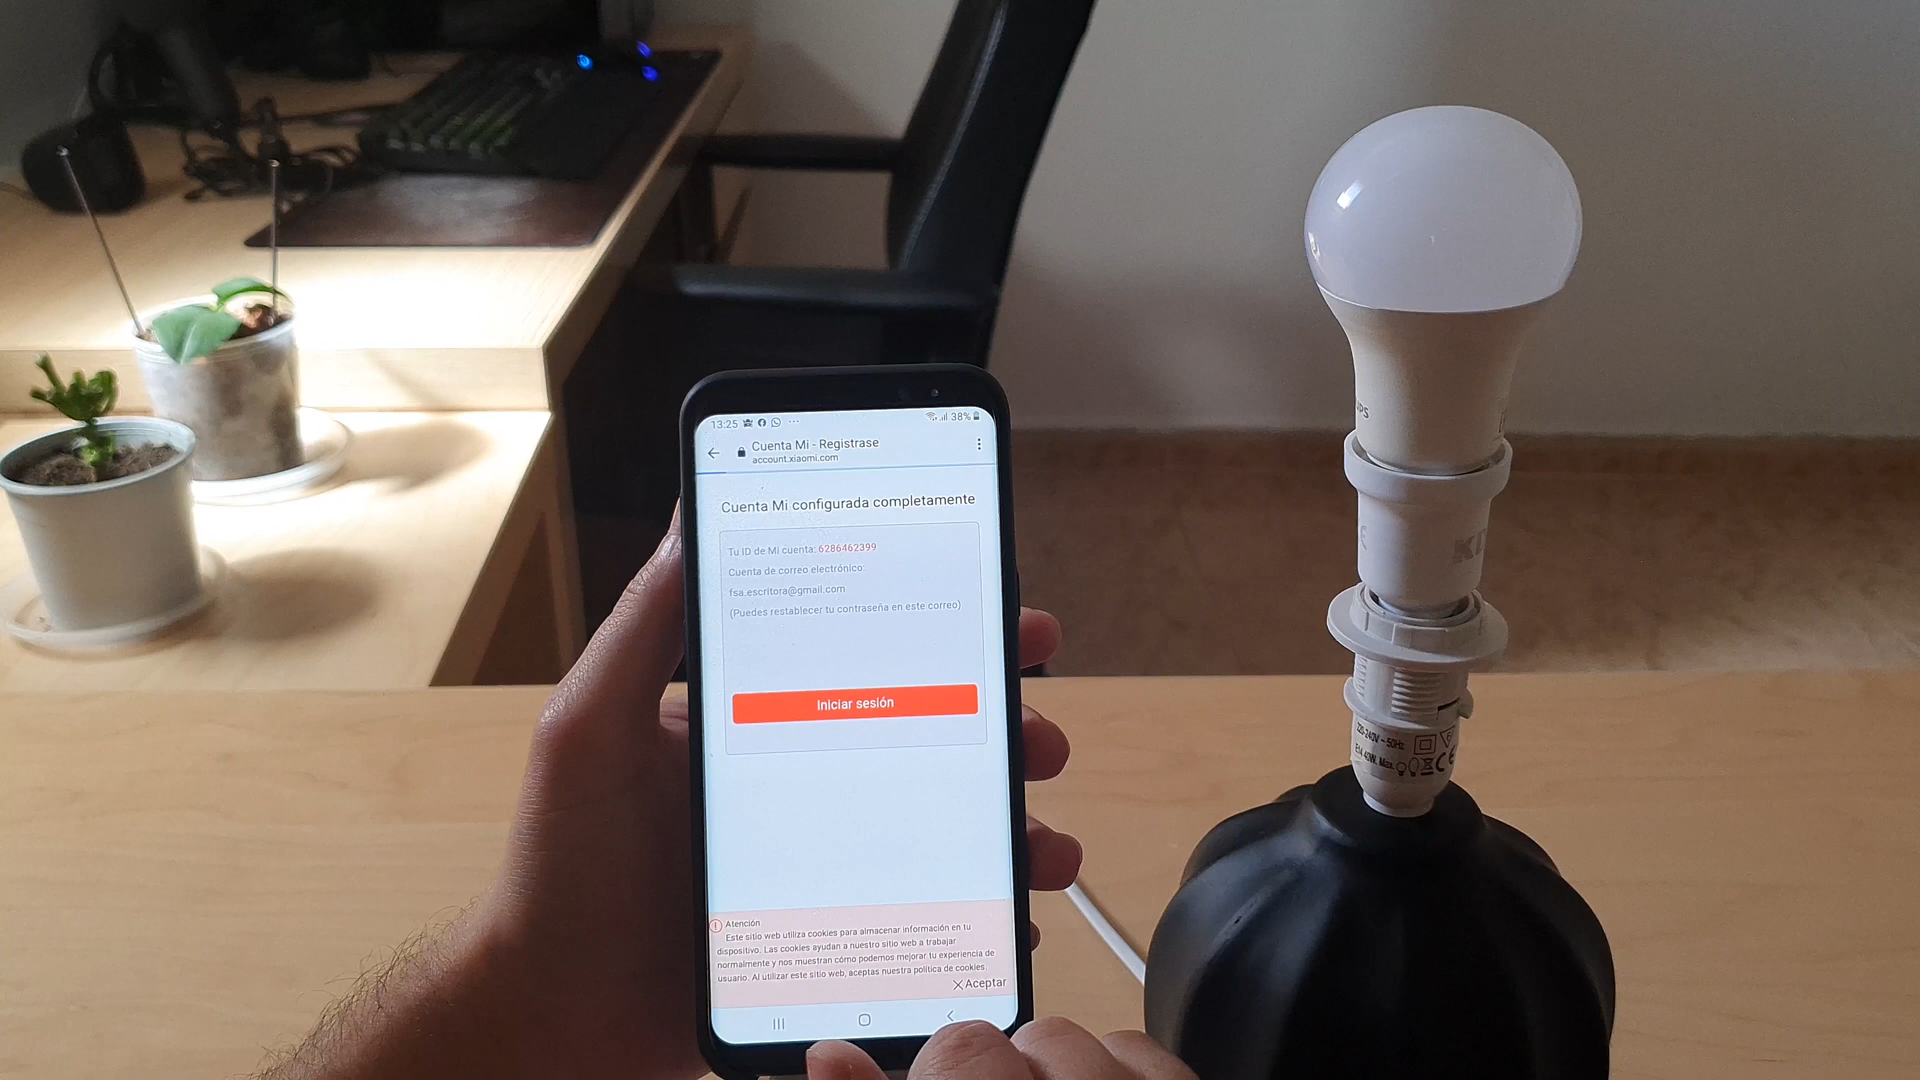 13:25
38%
Cuenta Mi - Registrase
account.xiaomi.com
Cuenta Mi configurada completamente
Tu ID de Mi cuenta: 6286462399
Cuenta de correo electrónico:
fsa.escritora@gmail.com
(Puedes restablecer tu contraseña en este correo)
Iniciar sesión
Atención
Este sitio web utiliza cookies para almacenar información en tu
dispositivo. Las cookies ayudan a nuestro sitio web a trabajar
normalmente y nos muestran cómo podemos mejorar tu experiencia de
usuario. Al utilizar este sitio web, aceptas nuestra política de cookies.
Aceptar
220-240V ~ 50Hz
E14 40W. Max.
CE